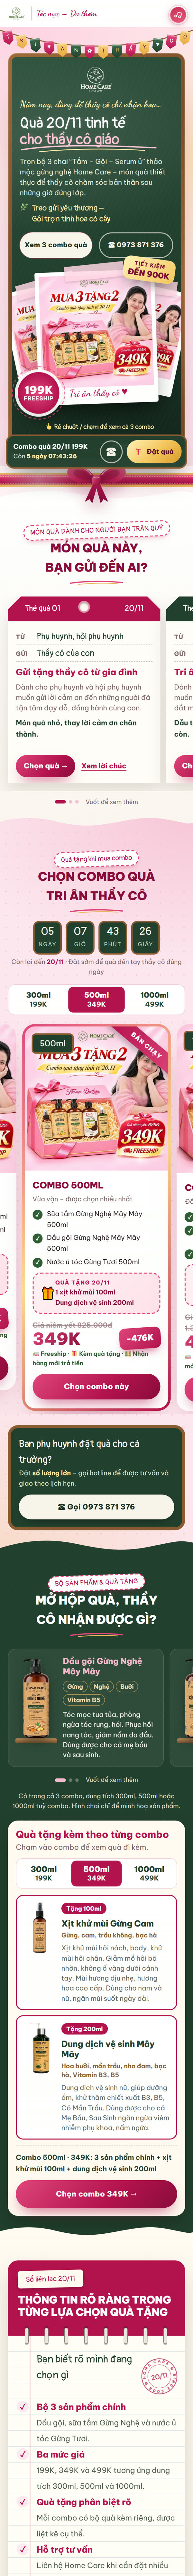 Tóc mọc – Da thơm
HOME CARE
Năm nay, đừng để thầy cô chỉ nhận hoa...
Quà 20/11 tinh tế
cho thầy cô giáo
Trọn bộ 3 chai “Tắm – Gội – Serum ủ” thảo
mộc gừng nghệ Home Care – món quà thiết
thực để thầy cô chăm sóc bản thân sau
những giờ đứng lớp.
Trao gửi yêu thương —
Gói trọn tinh hoa cỏ cây
Xem 3 combo quà
☎ 0973 871 376
TIẾT KIỆM
ĐẾN 900K
MUA 3 TẶNG 2
349K
199K
FREESHIP
Tri ân thầy cô ♥
👆 Rê chuột / chạm để xem cả 3 combo
Combo quà 20/11 199K
Còn 5 ngày 07:43:26
Đặt quà
MÓN QUÀ DÀNH CHO NGƯỜI BẠN TRÂN QUÝ
MÓN QUÀ NÀY,
BẠN GỬI ĐẾN AI?
Thẻ quà 01
20/11
TỪ Phụ huynh, hội phụ huynh
GỬI Thầy cô của con
Gửi tặng thầy cô từ gia đình
Dành cho phụ huynh và hội phụ huynh
muốn gửi lời cảm ơn đến những người đã
tận tâm dạy dỗ, đồng hành cùng con.
Món quà nhỏ, thay lời cảm ơn chân
thành.
Chọn quà →
Xem lời chúc
Vuốt để xem thêm
Quà tặng khi mua combo
CHỌN COMBO QUÀ
TRI ÂN THẦY CÔ
05 07 43 26
NGÀY GIỜ PHÚT GIÂY
Còn lại đến 20/11 · Đặt sớm để quà đến tay thầy cô đúng
ngày
300ml 500ml 1000ml
199K 349K 499K
500ml
HOME CARE
BÁN CHẠY
MUA 3 TẶNG 2
349K
COMBO 500ML
Vừa vặn – được chọn nhiều nhất
Sữa tắm Gừng Nghệ Mây Mây
500ml
Dầu gội Gừng Nghệ Mây Mây
500ml
Nước ủ tóc Gừng Tươi 500ml
QUÀ TẶNG 20/11
1 xịt khử mùi 100ml
Dung dịch vệ sinh 200ml
Giá niêm yết 825.000đ
349K
-476K
Freeship · Kèm quà tặng · Nhận
hàng mới trả tiền
Chọn combo này
Ban phụ huynh đặt quà cho cả
trường?
Đặt số lượng lớn – gọi hotline để được tư vấn và
giao theo lịch hẹn.
☎ Gọi 0973 871 376
BỘ SẢN PHẨM & QUÀ TẶNG
MỞ HỘP QUÀ, THẦY
CÔ NHẬN ĐƯỢC GÌ?
Dầu gội Gừng Nghệ
Mây Mây
Gừng Nghệ Bưởi
Vitamin B5
Tóc mọc tua tủa, phòng
ngừa tóc rụng, hói. Phục hồi
nang tóc, giảm nấm da đầu.
Dùng được cho cả mẹ bầu
và sau sinh.
Vuốt để xem thêm
Có trong cả 3 combo, dung tích 300ml, 500ml hoặc
1000ml tuỳ combo. Hình chai chỉ để minh hoạ sản phẩm.
Quà tặng kèm theo từng combo
Chọn vào combo để xem quà đi kèm.
300ml 500ml 1000ml
199K 349K 499K
Tặng 100ml
Xịt khử mùi Gừng Cam
Gừng, cam, trầu không, bạc hà
Xịt khử mùi hôi nách, body, khử
mùi hôi chân. Giảm mồ hôi bã
nhờn, không ố vàng dưới cánh
tay. Mùi hương dịu nhẹ, hương
hoa cao cấp. Dùng cho nam và
nữ, ngăn mùi suốt ngày dài.
Tặng 200ml
Dung dịch vệ sinh Mây
Mây
Hoa bưởi, mần trầu, nha đam, bạc
hà, Vitamin B3, B5
Dung dịch vệ sinh nữ, giúp dưỡng
ẩm, khử thâm chiết xuất B3, B5,
Cỏ Mần Trầu. Dùng được cho cả
Mẹ Bầu, Sau Sinh ngăn ngừa viêm
nhiễm phụ khoa, nấm ngứa.
Combo 500ml · 349K: 3 sản phẩm chính + xịt
khử mùi 100ml + dung dịch vệ sinh 200ml
Chọn combo 349K →
Sổ liên lạc 20/11
THÔNG TIN RÕ RÀNG TRONG
TỪNG LỰA CHỌN QUÀ TẶNG
Bạn biết rõ mình đang
chọn gì
20/11
Bộ 3 sản phẩm chính
Dầu gội, sữa tắm Gừng Nghệ và nước ủ
tóc Gừng Tươi.
Ba mức giá
199K, 349K và 499K tương ứng dung
tích 300ml, 500ml và 1000ml.
Quà tặng phân biệt rõ
Mỗi combo có bộ quà kèm riêng, được
liệt kê cụ thể.
Hỗ trợ tư vấn
Liên hệ Home Care khi cần đặt nhiều